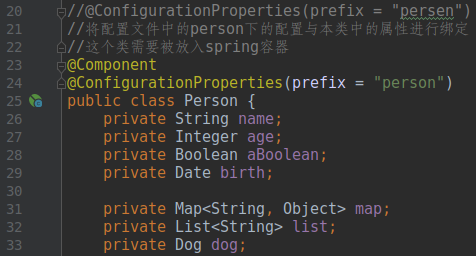 20 //@ConfigurationProperties(prefix = "persen")
21 //将配置文件中的person下的配置与本类中的属性进行绑定
22 //这个类需要被放入spring容器
23 @Component
24 @ConfigurationProperties(prefix = "person")
25 public class Person {
26 private String name;
27 private Integer age;
28 private Boolean aBoolean;
29 private Date birth;
30
31 private Map<String, Object> map;
32 private List<String> list;
33 private Dog dog;